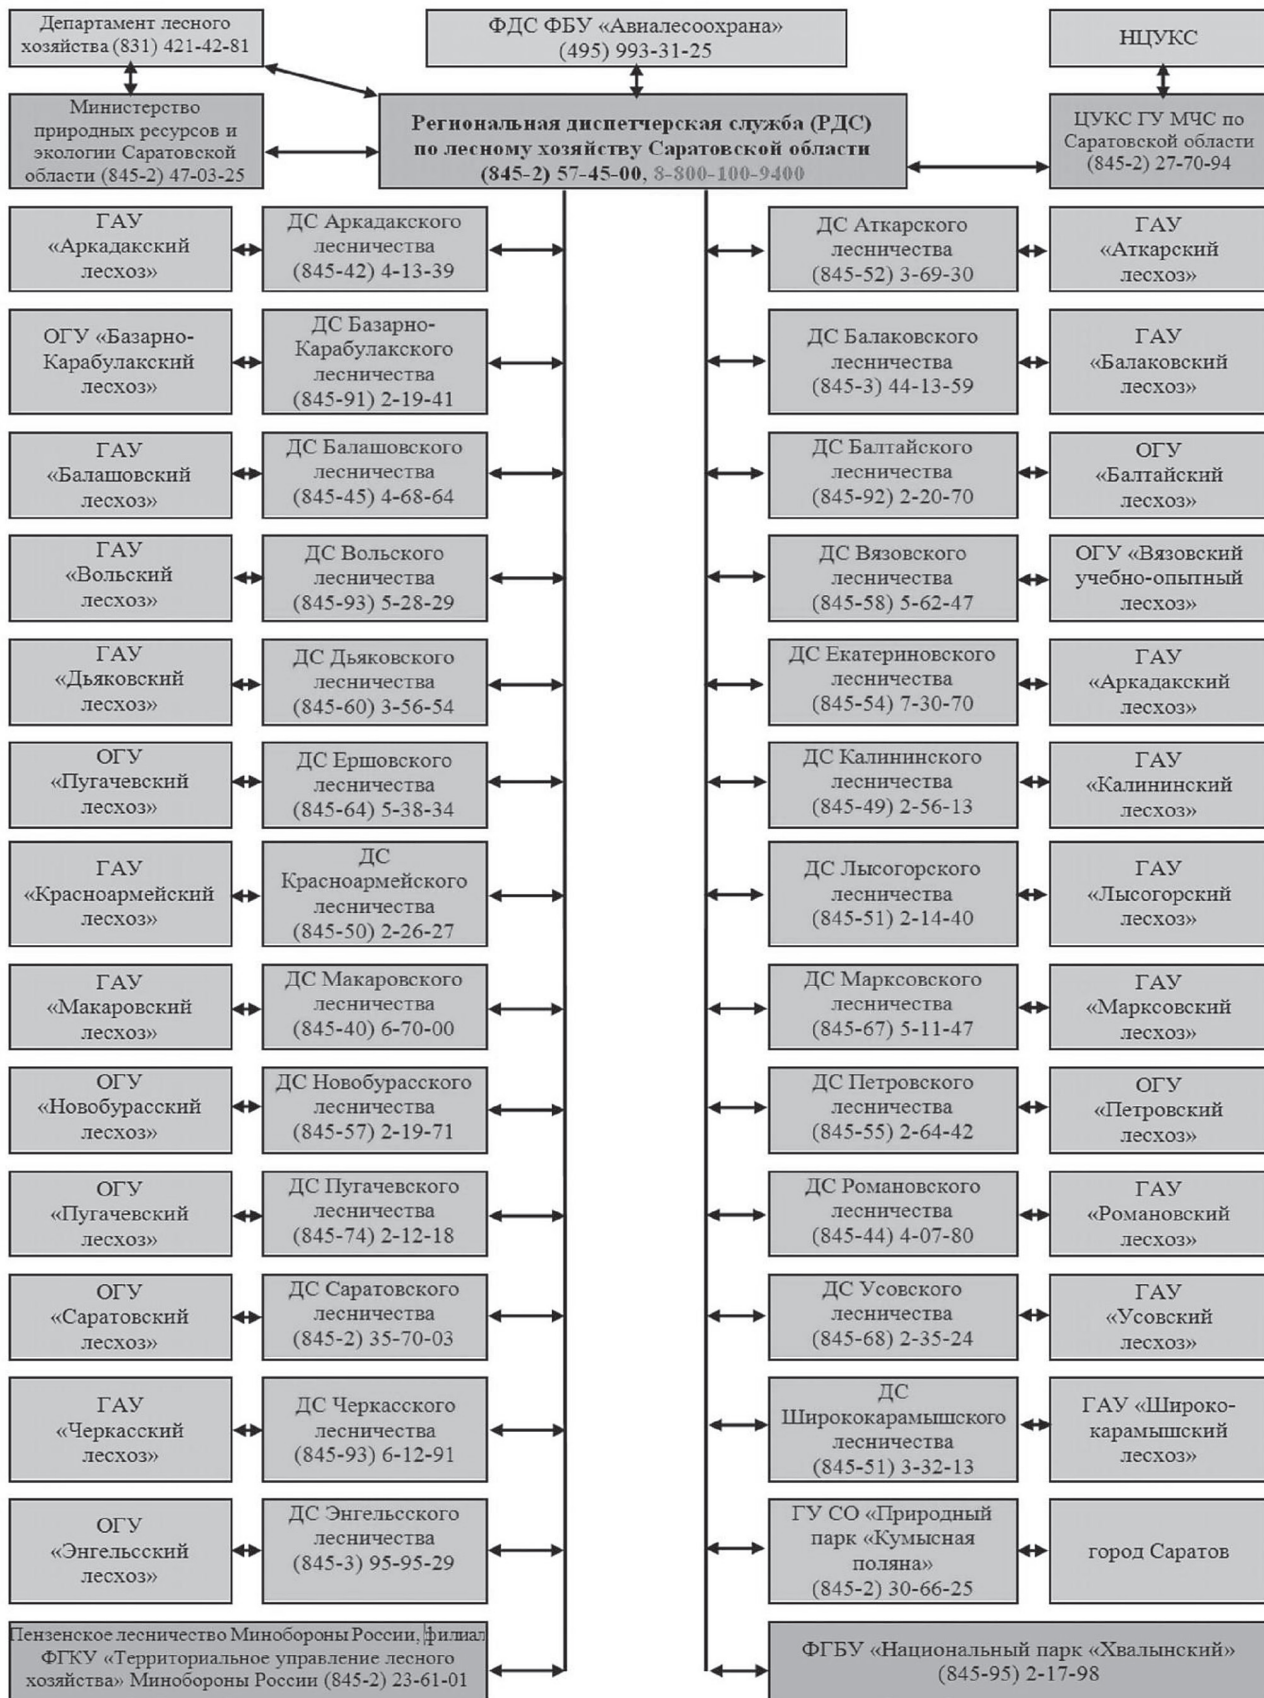 Департамент лесного
хозяйства (831) 421-42-81
ФДС ФБУ «Авиалесоохрана»
(495) 993-31-25
НЦУКС
Министерство
природных ресурсов и
экологии Саратовской
области (845-2) 47-03-25
Региональная диспетчерская служба (РДС)
по лесному хозяйству Саратовской области
(845-2) 57-45-00, 8-800-100-9400
ЦУКС ГУ МЧС по
Саратовской области
(845-2) 27-70-94
ГАУ
«Аркадакский
лесхоз»
ДС Аркадакского
лесничества
(845-42) 4-13-39
ДС Аткарского
лесничества
(845-52) 3-69-30
ГАУ
«Аткарский
лесхоз»
ОГУ «Базарно-
Карабулакский
лесхоз»
ДС Базарно-
Карабулакского
лесничества
(845-91) 2-19-41
ДС Балаковского
лесничества
(845-3) 44-13-59
ГАУ
«Балаковский
лесхоз»
ГАУ
«Балашовский
лесхоз»
ДС Балашовского
лесничества
(845-45) 4-68-64
ДС Балтайского
лесничества
(845-92) 2-20-70
ОГУ
«Балтайский
лесхоз»
ГАУ
«Вольский
лесхоз»
ДС Вольского
лесничества
(845-93) 5-28-29
ДС Вязовского
лесничества
(845-58) 5-62-47
ОГУ «Вязовский
учебно-опытный
лесхоз»
ГАУ
«Дьяковский
лесхоз»
ДС Дьяковского
лесничества
(845-60) 3-56-54
ДС Екатериновского
лесничества
(845-54) 7-30-70
ГАУ
«Аркадакский
лесхоз»
ОГУ
«Пугачевский
лесхоз»
ДС Ершовского
лесничества
(845-64) 5-38-34
ДС Калининского
лесничества
(845-49) 2-56-13
ГАУ
«Калининский
лесхоз»
ГАУ
«Красноармейский
лесхоз»
ДС
Красноармейского
лесничества
(845-50) 2-26-27
ДС Лысогорского
лесничества
(845-51) 2-14-40
ГАУ
«Лысогорский
лесхоз»
ГАУ
«Макаровский
лесхоз»
ДС Макаровского
лесничества
(845-40) 6-70-00
ДС Марксовского
лесничества
(845-67) 5-11-47
ГАУ
«Марксовский
лесхоз»
ОГУ
«Новобурасский
лесхоз»
ДС Новобурасского
лесничества
(845-57) 2-19-71
ДС Петровского
лесничества
(845-55) 2-64-42
ОГУ
«Петровский
лесхоз»
ОГУ
«Пугачевский
лесхоз»
ДС Пугачевского
лесничества
(845-74) 2-12-18
ДС Романовского
лесничества
(845-44) 4-07-80
ГАУ
«Романовский
лесхоз»
ОГУ
«Саратовский
лесхоз»
ДС Саратовского
лесничества
(845-2) 35-70-03
ДС Усовского
лесничества
(845-68) 2-35-24
ГАУ
«Усовский
лесхоз»
ГАУ
«Черкасский
лесхоз»
ДС Черкасского
лесничества
(845-93) 6-12-91
ДС
Ширококарамышского
лесничества
(845-51) 3-32-13
ГАУ «Широко-
карамышский
лесхоз»
ОГУ
«Энгельсский
лесхоз»
ДС Энгельсского
лесничества
(845-3) 95-95-29
ГУ СО «Природный
парк «Кумысная
поляна»
(845-2) 30-66-25
город Саратов
Пензенское лесничество Минобороны России, филиал
ФГКУ «Территориальное управление лесного
хозяйства» Миноброны России (845-2) 23-61-01
ФГБУ «Национальный парк «Хвалынский»
(845-95) 2-17-98